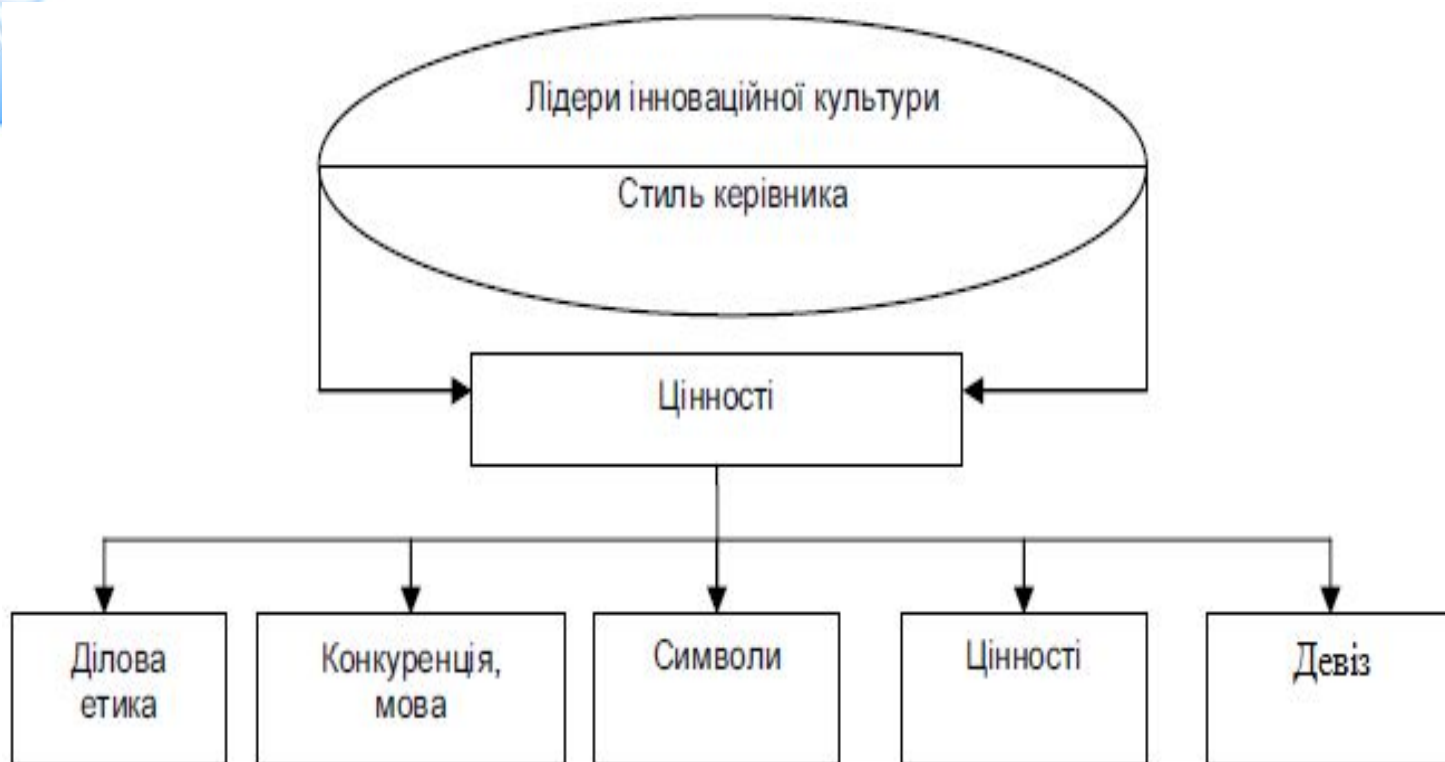 Лідери інноваційної культури
Стиль керівника
Цінності
Ділова
етика
Конкуренція,
мова
Символи
Цінності
Девіз